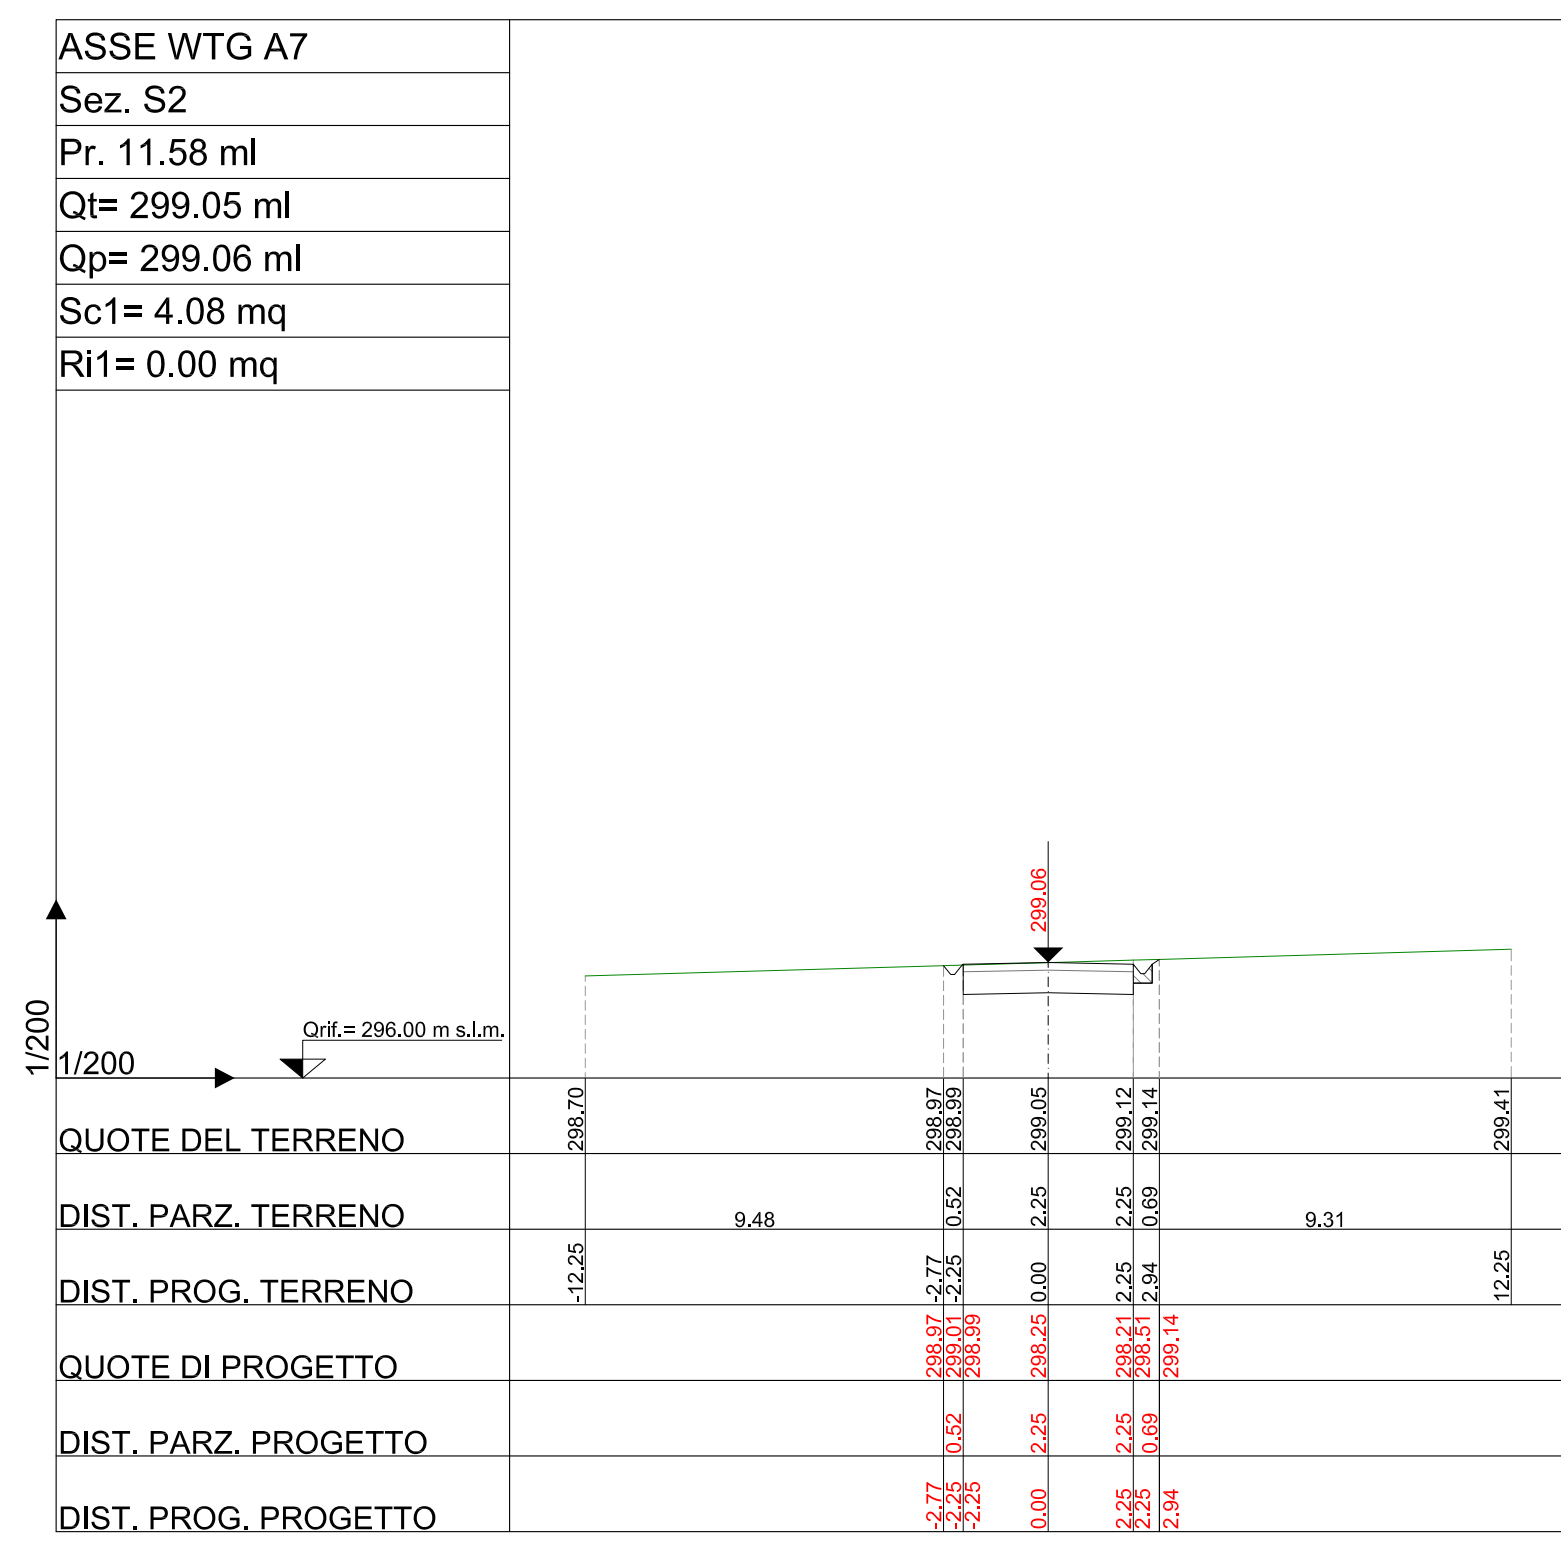 ASSE WTG A7
Sez. S2
Pr. 11.58 ml
Qt= 299.05 ml
Qp= 299.06 ml
Sc1= 4.08 mq
Ri1= 0.00 mq
299.06
1/200
Qrif.= 296.00 m s.l.m.
1/200
QUOTE DEL TERRENO 298.70 298.97 298.99 299.05 299.12 299.14 299.41
DIST. PARZ. TERRENO 9.48 0.52 2.25 2.25 0.69 9.31
DIST. PROG. TERRENO -12.25 -2.77 -2.25 0.00 2.25 2.94 12.25
QUOTE DI PROGETTO 298.97 299.01 298.99 298.25 298.21 298.51 299.14
DIST. PARZ. PROGETTO 0.52 2.25 2.25 0.69
DIST. PROG. PROGETTO -2.77 -2.25 -2.25 0.00 2.25 2.25 2.94